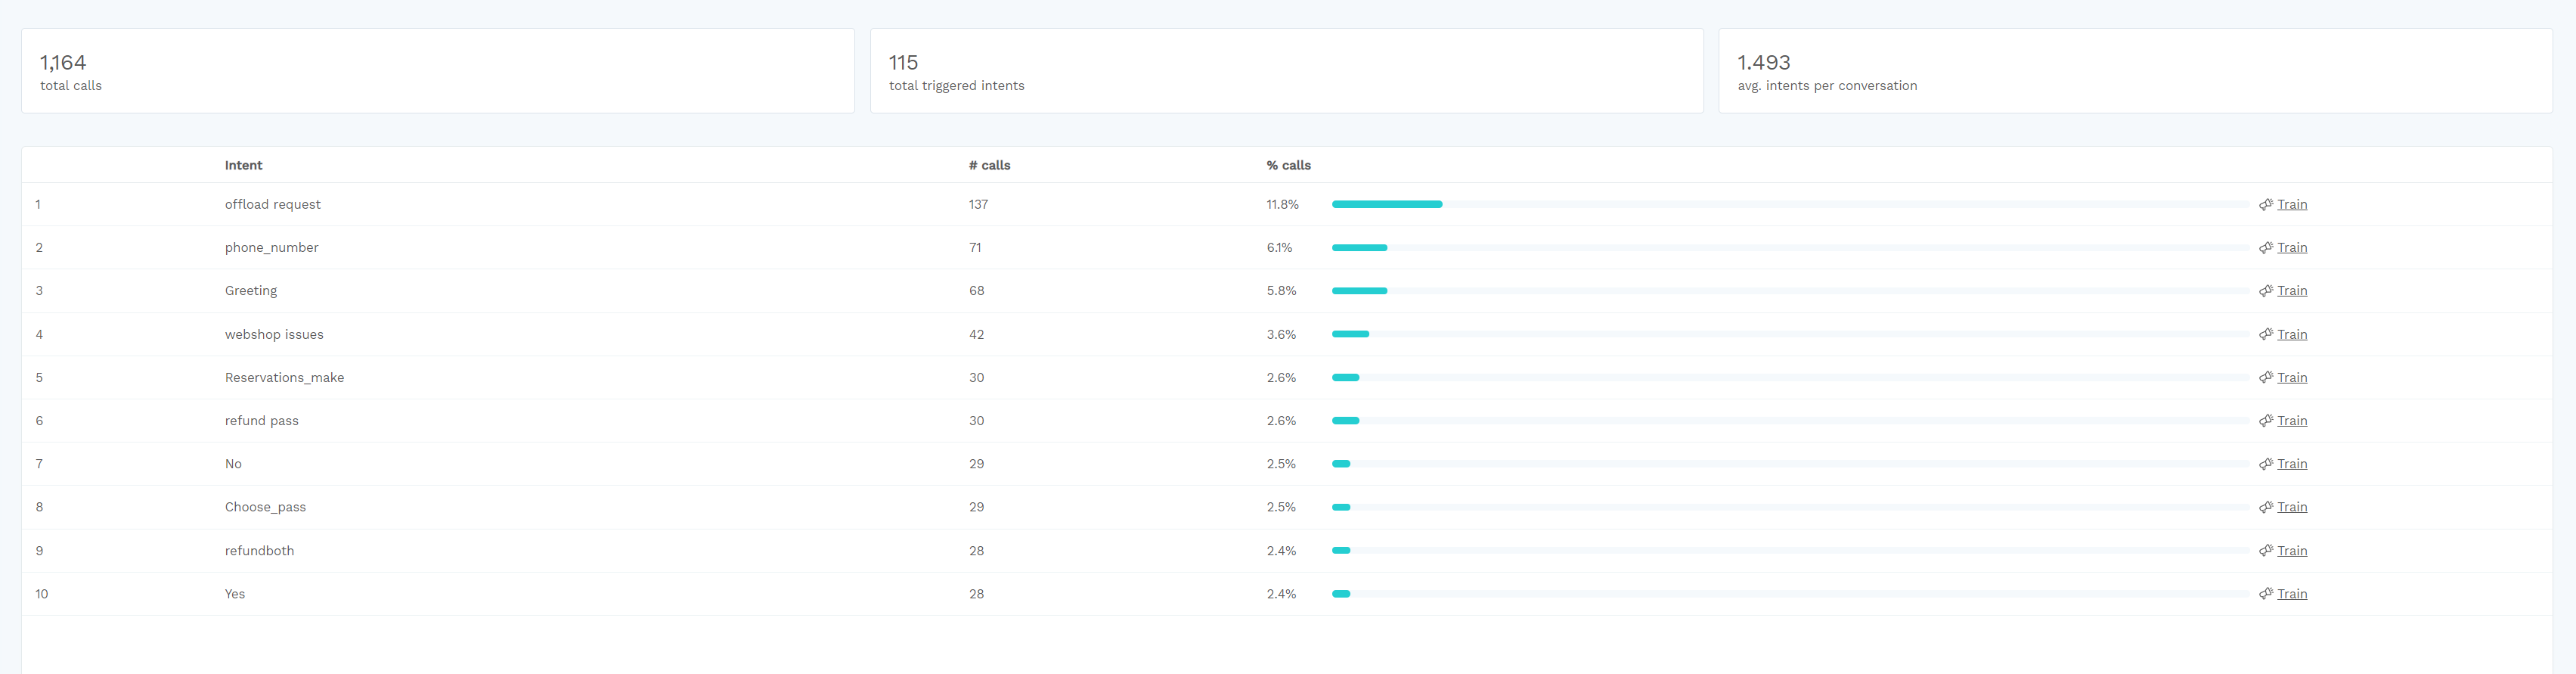 1,164
total calls
115
total triggered intents
1.493
avg. intents per conversation
Intent # calls % calls
1 offload request 137 11.8% Train
2 phone_number 71 6.1% Train
3 Greeting 68 5.8% Train
4 webshop issues 42 3.6% Train
5 Reservations_make 30 2.6% Train
6 refund pass 30 2.6% Train
7 No 29 2.5% Train
8 Choose_pass 29 2.5% Train
9 refundboth 28 2.4% Train
10 Yes 28 2.4% Train